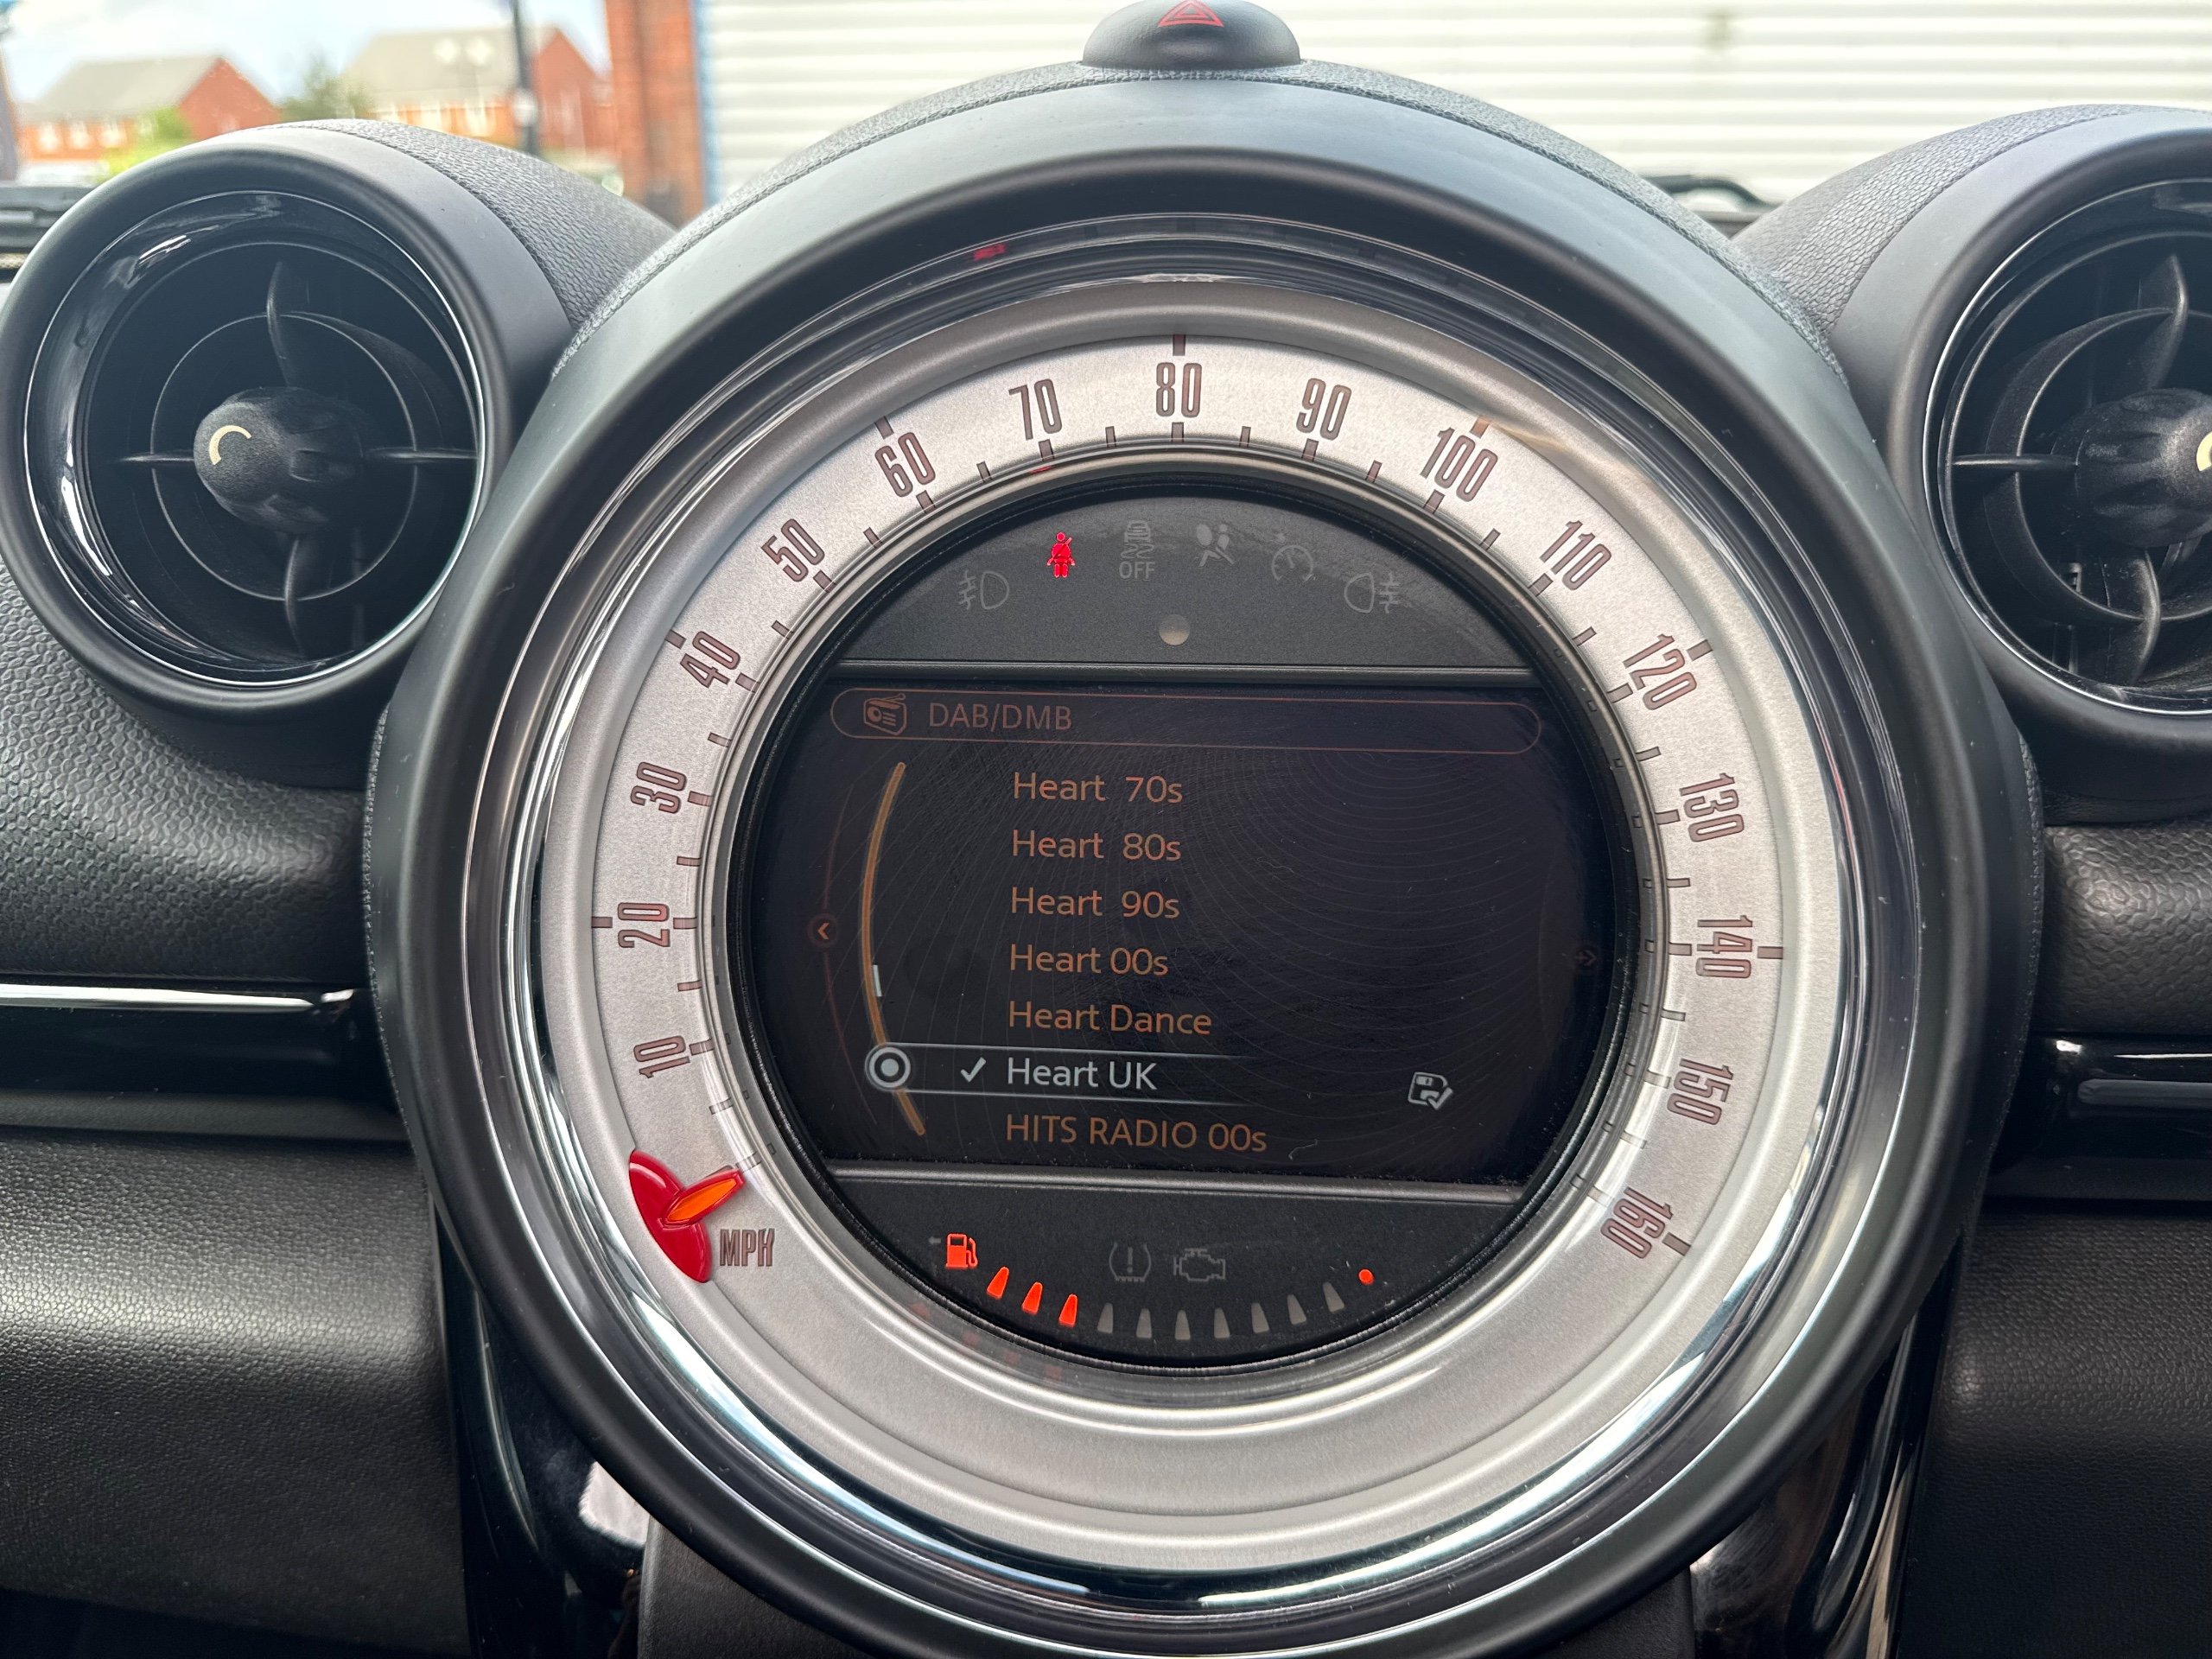 10
20
30
40
50
60
70
80
90
100
110
120
130
140
150
160
MPH
OFF
DAB/DMB
Heart 70s
Heart 80s
Heart 90s
Heart 00s
Heart Dance
Heart UK
HITS RADIO 00s